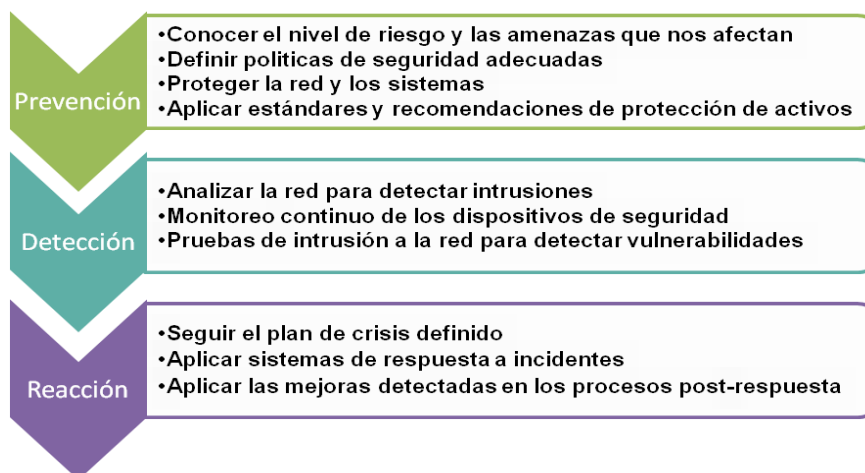 Prevención
•Conocer el nivel de riesgo y las amenazas que nos afectan
•Definir politicas de seguridad adecuadas
•Proteger la red y los sistemas
•Aplicar estándares y recomendaciones de protección de activos
Detección
•Analizar la red para detectar intrusiones
•Monitoreo continuo de los dispositivos de seguridad
•Pruebas de intrusión a la red para detectar vulnerabilidades
Reacción
•Seguir el plan de crisis definido
•Aplicar sistemas de respuesta a incidentes
•Aplicar las mejoras detectadas en los procesos post-respuesta